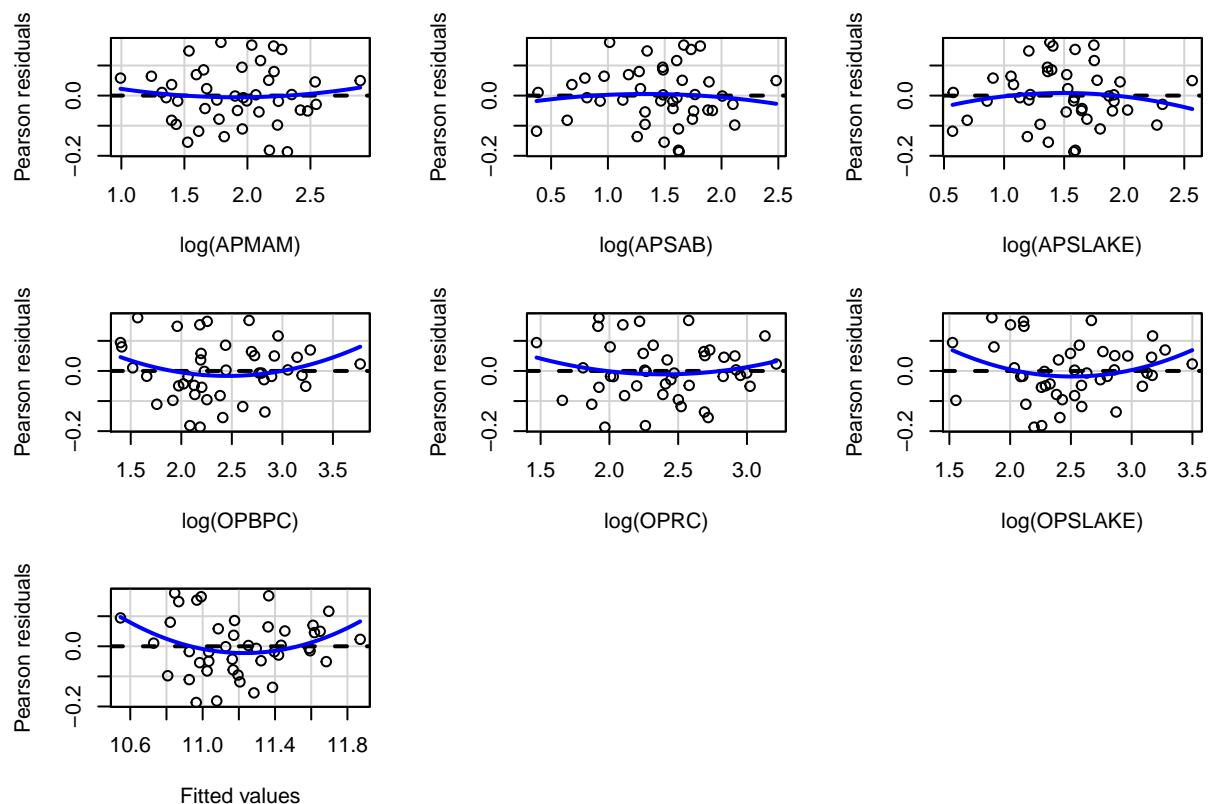 Pearson residuals
0.0
−0.2
1.0 1.5 2.0 2.5
log(APMAM)
Pearson residuals
0.0
−0.2
0.5 1.0 1.5 2.0 2.5
log(APSAB)
Pearson residuals
0.0
−0.2
0.5 1.0 1.5 2.0 2.5
log(APSLAKE)
Pearson residuals
0.0
−0.2
1.5 2.0 2.5 3.0 3.5
log(OPBPC)
Pearson residuals
0.0
−0.2
1.5 2.0 2.5 3.0
log(OPRC)
Pearson residuals
0.0
−0.2
1.5 2.0 2.5 3.0 3.5
log(OPSLAKE)
Pearson residuals
0.0
−0.2
10.6 11.0 11.4 11.8
Fitted values